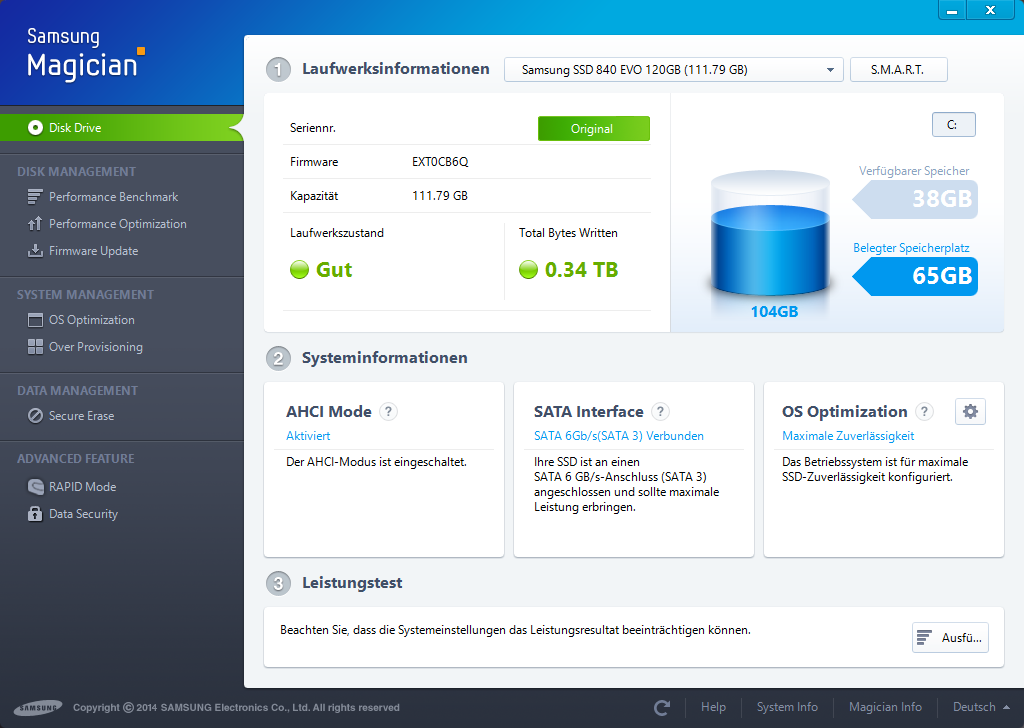 Samsung
Magician
Disk Drive
DISK MANAGEMENT
Performance Benchmark
Performance Optimization
Firmware Update
SYSTEM MANAGEMENT
OS Optimization
Over Provisioning
DATA MANAGEMENT
Secure Erase
ADVANCED FEATURE
RAPID Mode
Data Security
1 Laufwerksinformationen
Samsung SSD 840 EVO 120GB (111.79 GB)
S.M.A.R.T.
Seriennr.
Original
Firmware EXT0CB6Q
Kapazität 111.79 GB
Laufwerkszustand
Gut
Total Bytes Written
0.34 TB
C:
Verfügbarer Speicher
38GB
Belegter Speicherplatz
65GB
104GB
2 Systeminformationen
AHCI Mode ?
Aktiviert
Der AHCI-Modus ist eingeschaltet.
SATA Interface ?
SATA 6Gb/s(SATA 3) Verbunden
Ihre SSD ist an einen
SATA 6 GB/s-Anschluss (SATA 3)
angeschlossen und sollte maximale
Leistung erbringen.
OS Optimization ?
Maximale Zuverlässigkeit
Das Betriebssystem ist für maximale
SSD-Zuverlässigkeit konfiguriert.
3 Leistungstest
Beachten Sie, dass die Systemeinstellungen das Leistungsresultat beeinträchtigen können.
Ausfü...
SAMSUNG
Copyright © 2014 SAMSUNG Electronics Co., Ltd. All rights reserved
Help
System Info
Magician Info
Deutsch